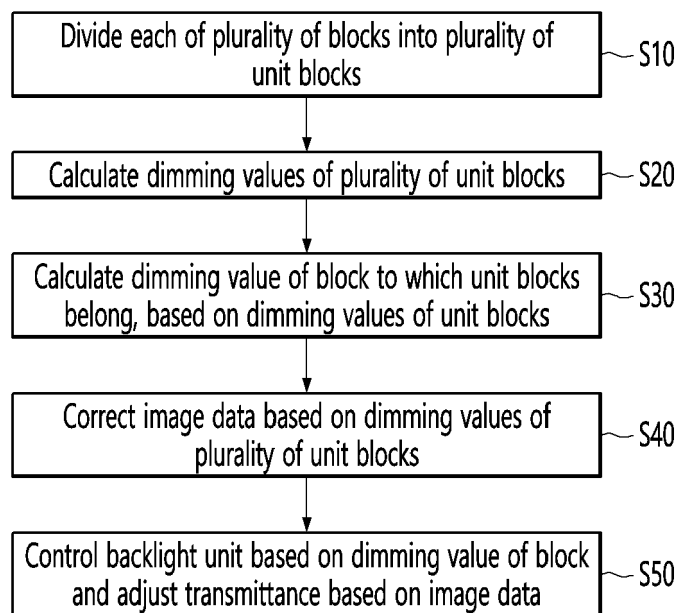 Divide each of plurality of blocks into plurality of
unit blocks
S10
Calculate dimming values of plurality of unit blocks
S20
Calculate dimming value of block to which unit blocks
belong, based on dimming values of unit blocks
S30
Correct image data based on dimming values of
plurality of unit blocks
S40
Control backlight unit based on dimming value of block
and adjust transmittance based on image data
S50